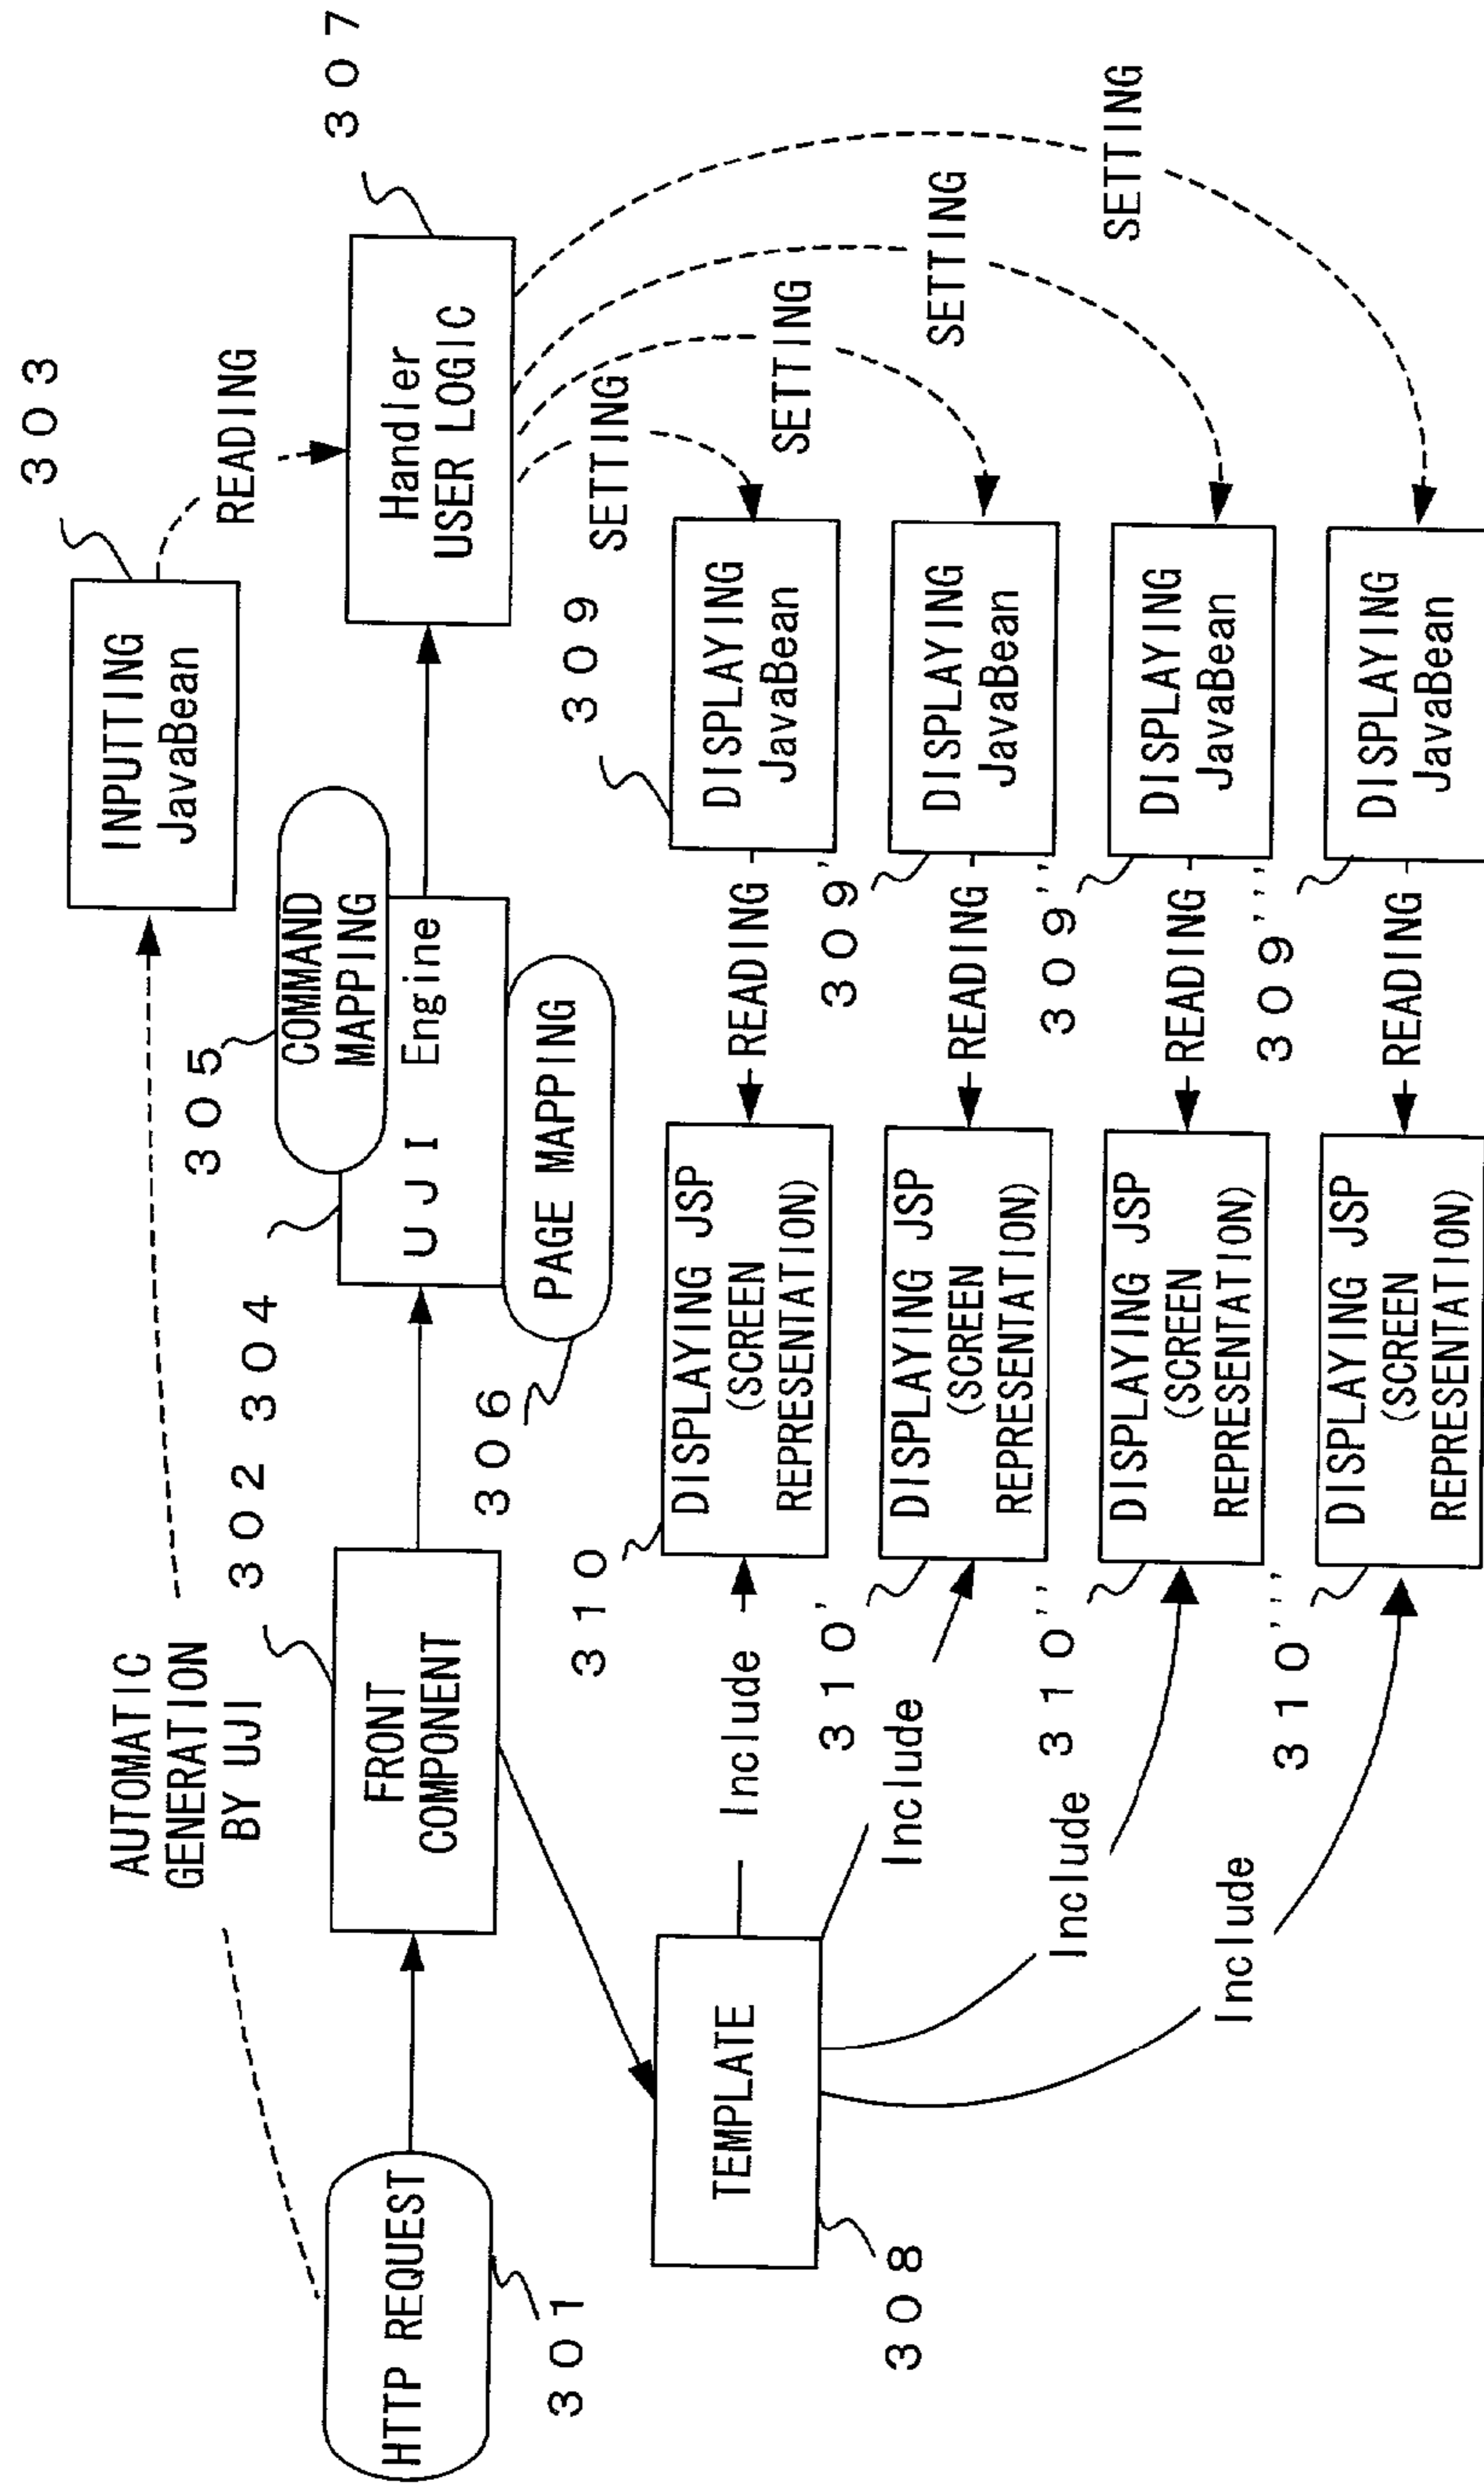 AUTOMATIC
GENERATION
BY UJI
303
INPUTTING
JavaBean
READING
HTTP REQUEST
301
302
FRONT
COMPONENT
304
305
COMMAND
MAPPING
UJI Engine
PAGE MAPPING
306
307
Handler
USER LOGIC
SETTING
SETTING
SETTING
SETTING
TEMPLATE
308
Include
310
DISPLAYING JSP
(SCREEN
REPRESENTATION)
READING
309
DISPLAYING
JavaBean
Include
310'
DISPLAYING JSP
(SCREEN
REPRESENTATION)
READING
309'
DISPLAYING
JavaBean
Include
310''
DISPLAYING JSP
(SCREEN
REPRESENTATION)
READING
309''
DISPLAYING
JavaBean
Include
310'''
DISPLAYING JSP
(SCREEN
REPRESENTATION)
READING
309'''
DISPLAYING
JavaBean